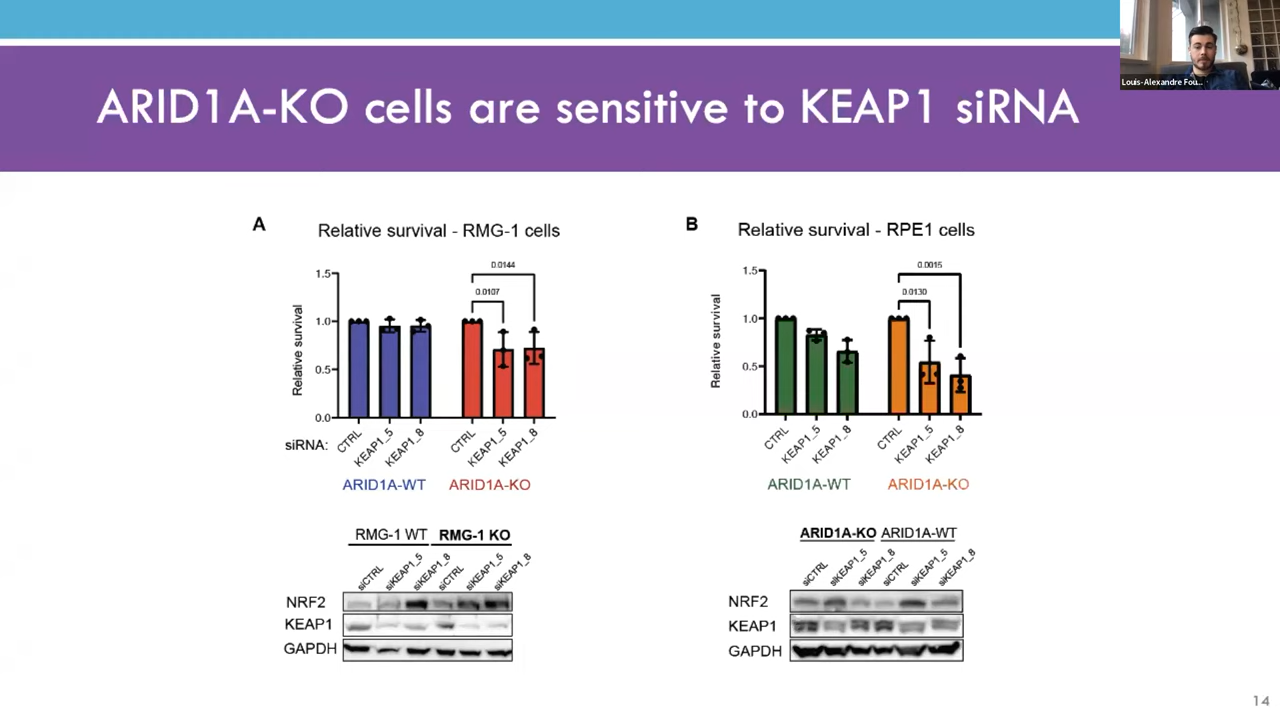 ARID1A-KO cells are sensitive to KEAP1 siRNA
Louis-Alexandre Fou...
A
Relative survival - RMG-1 cells
Relative survival
1.5
1.0
0.5
0.0
0.0107
0.0144
siRNA:
CTRL
KEAP1_5
KEAP1_8
CTRL
KEAP1_5
KEAP1_8
ARID1A-WT
ARID1A-KO
RMG-1 WT
RMG-1 KO
siCTRL
siKEAP1_5
siKEAP1_8
siCTRL
siKEAP1_5
siKEAP1_8
NRF2
KEAP1
GAPDH
B
Relative survival - RPE1 cells
Relative survival
1.5
1.0
0.5
0.0
0.0130
0.0015
CTRL
KEAP1_5
KEAP1_8
CTRL
KEAP1_5
KEAP1_8
ARID1A-WT
ARID1A-KO
ARID1A-KO
ARID1A-WT
siCTRL
siKEAP1_5
siKEAP1_8
siCTRL
siKEAP1_5
siKEAP1_8
NRF2
KEAP1
GAPDH
14